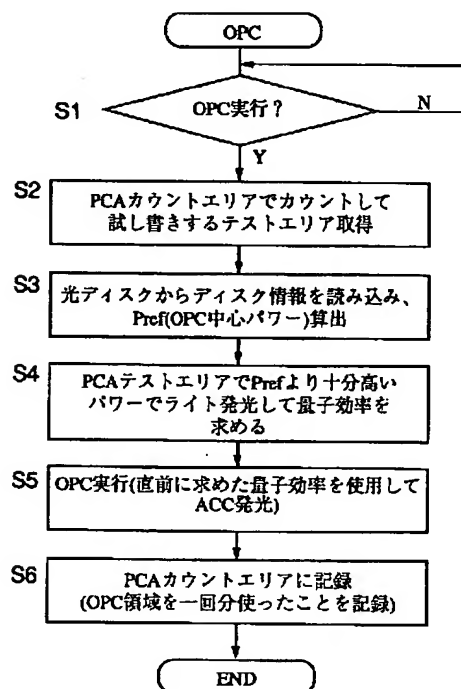 OPC
S1
OPC実行?
N
Y
S2
PCAカウントエリアでカウントして
試し書きするテストエリア取得
S3
光ディスクからディスク情報を読み込み、
Pref(OPC中心パワー)算出
S4
PCAテストエリアでPrefより十分高い
パワーでライト発光して量子効率を
求める
S5
OPC実行(直前に求めた量子効率を使用して
ACC発光)
S6
PCAカウントエリアに記録
(OPC領域を一回分使ったことを記録)
END